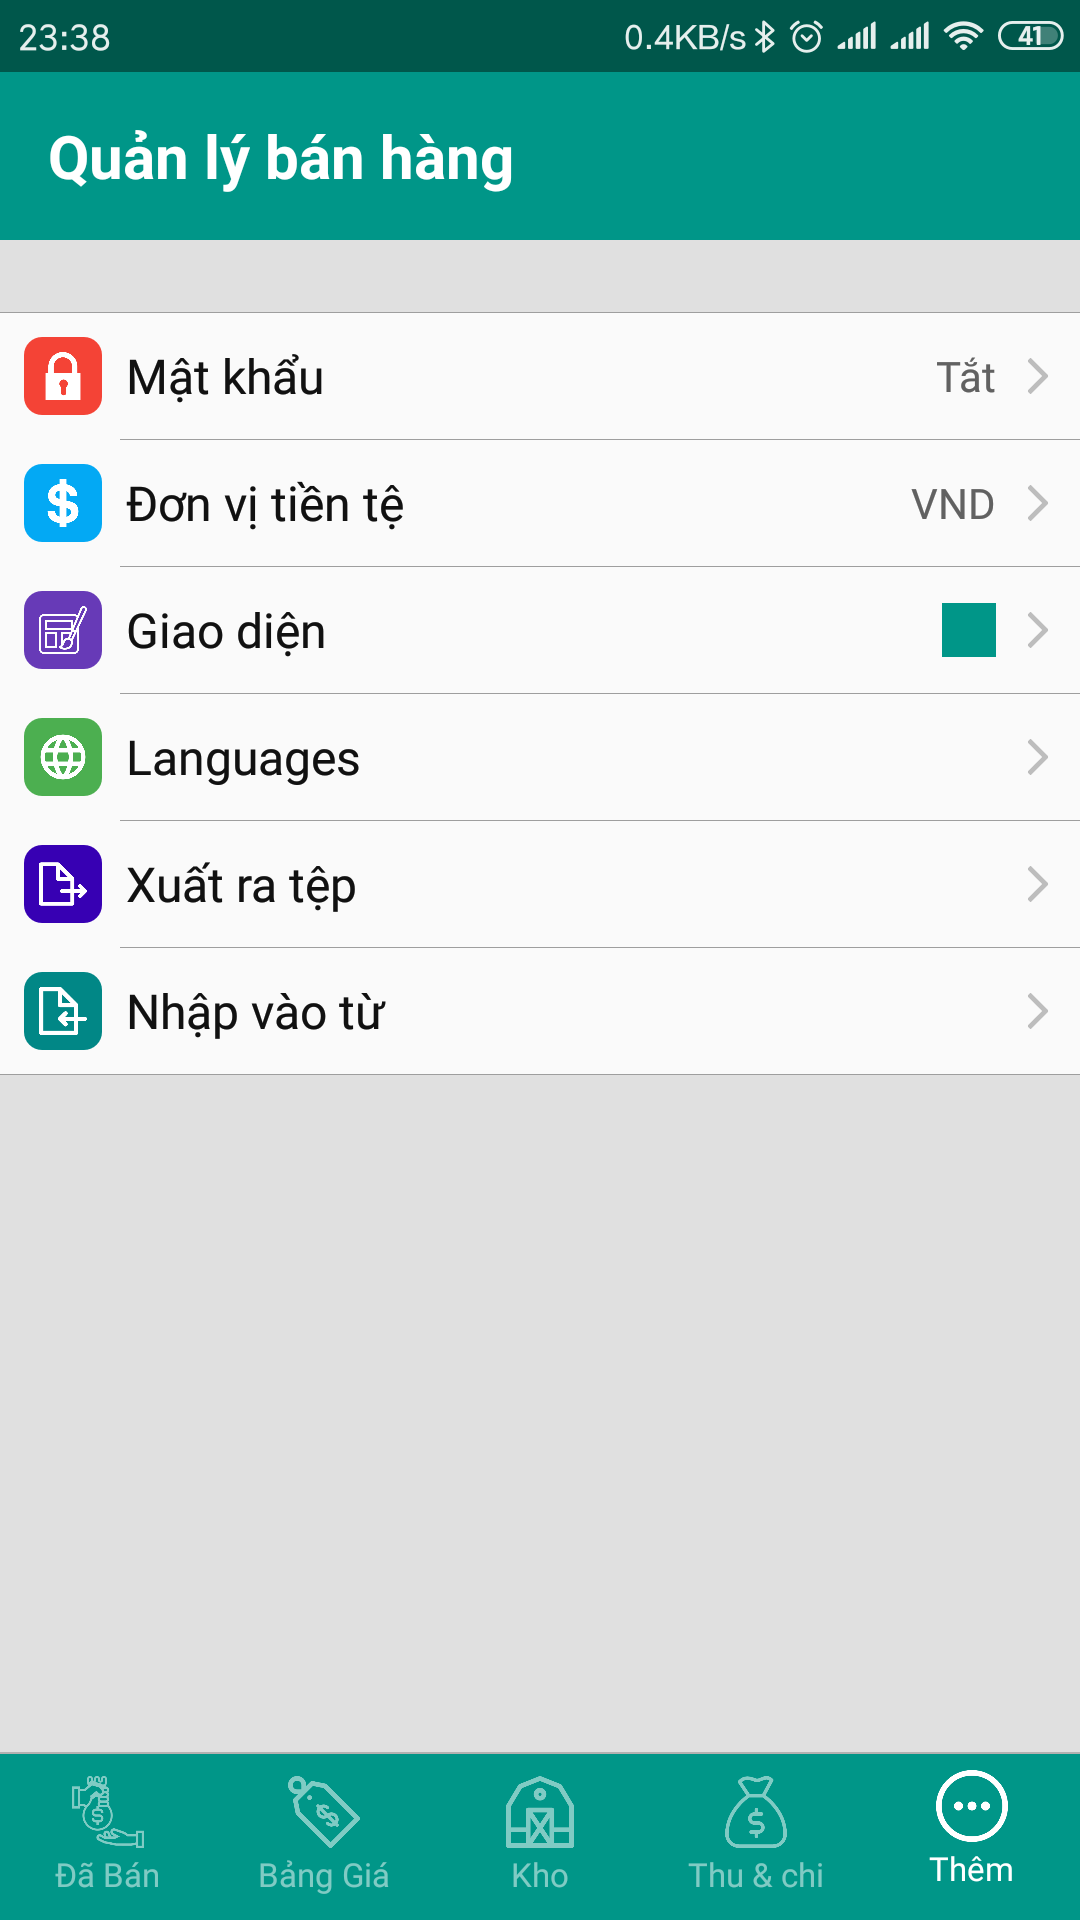 23:38 0.4KB/s 41
Quản lý bán hàng
Mật khẩu Tắt
Đơn vị tiền tệ VND
Giao diện
Languages
Xuất ra tệp
Nhập vào từ
Đã Bán Bảng Giá Kho Thu & chi Thêm